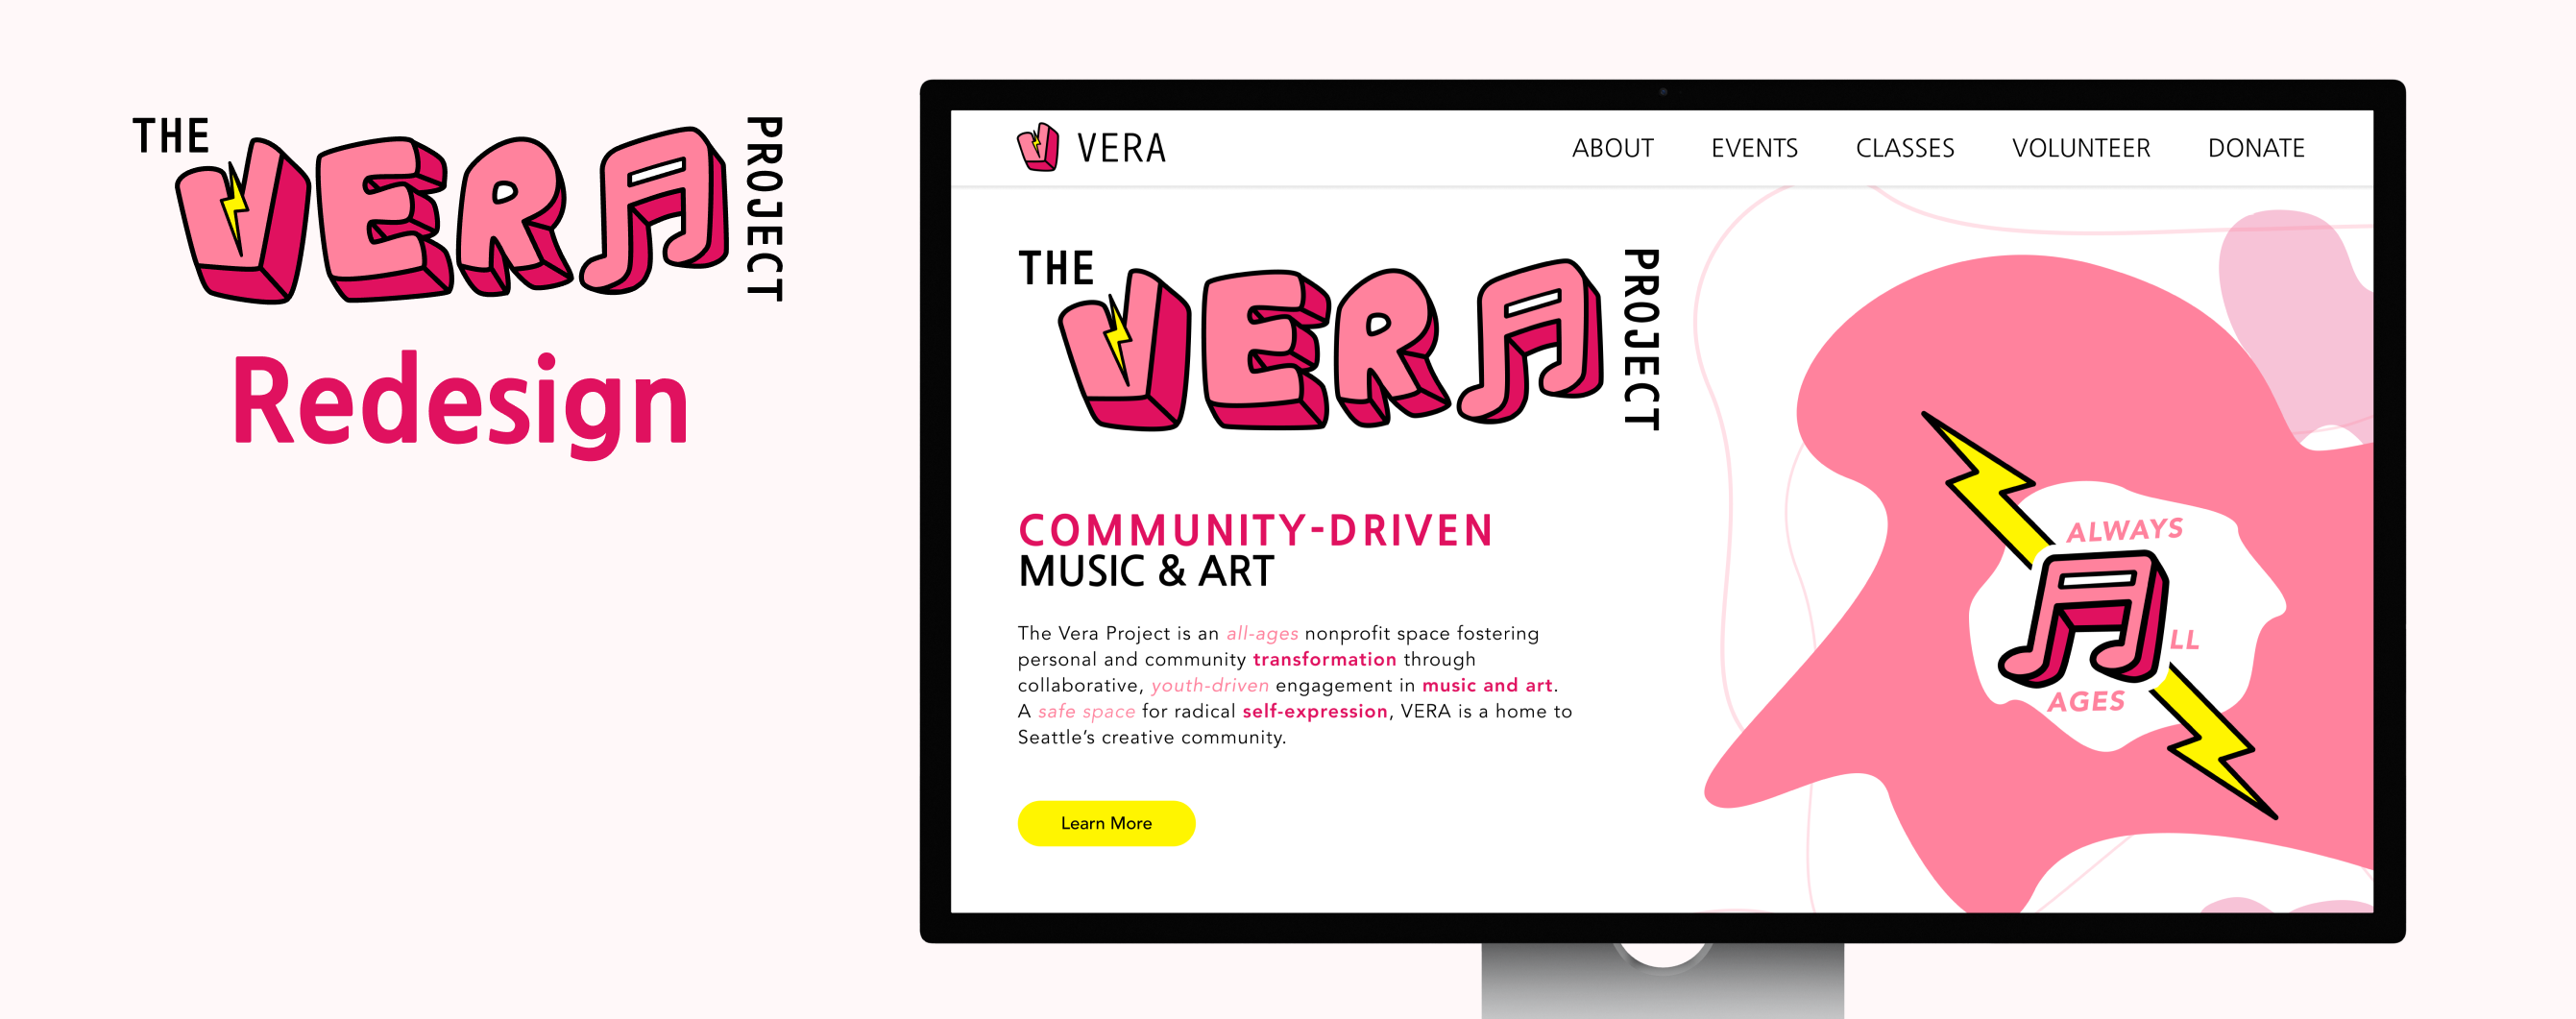 THE
VERA
PROJECT
Redesign
VERA
ABOUT EVENTS CLASSES VOLUNTEER DONATE
THE
VERA
PROJECT
COMMUNITY-DRIVEN
MUSIC & ART
The Vera Project is an all-ages nonprofit space fostering
personal and community transformation through
collaborative, youth-driven engagement in music and art.
A safe space for radical self-expression, VERA is a home to
Seattle’s creative community.
Learn More
ALWAYS
ALL
AGES